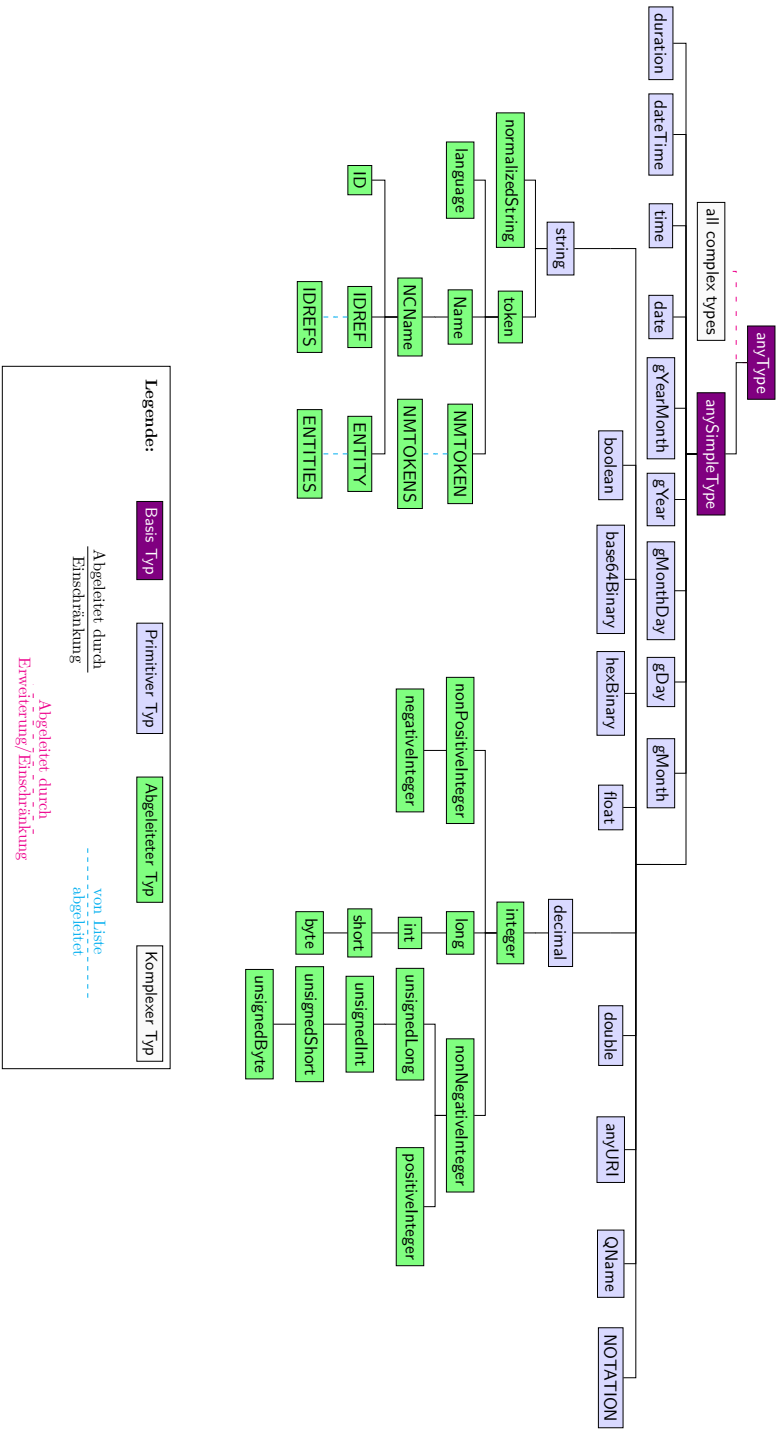 anyType
all complex types
anySimpleType
duration
dateTime
time
date
gYearMonth
gYear
gMonthDay
gDay
gMonth
boolean
base64Binary
hexBinary
float
double
anyURI
QName
NOTATION
string
decimal
normalizedString
token
integer
language
Name
NMTOKEN
nonPositiveInteger
long
nonNegativeInteger
NCName
NMTOKENS
negativeInteger
int
unsignedLong
positiveInteger
ID
IDREF
ENTITY
short
unsignedInt
IDREFS
ENTITIES
byte
unsignedShort
unsignedByte
Legende:
Basis Typ
Primitiver Typ
Abgeleiteter Typ
Komplexer Typ
Abgeleitet durch
Einschränkung
von Liste
abgeleitet
Abgeleitet durch
Erweiterung/Einschränkung